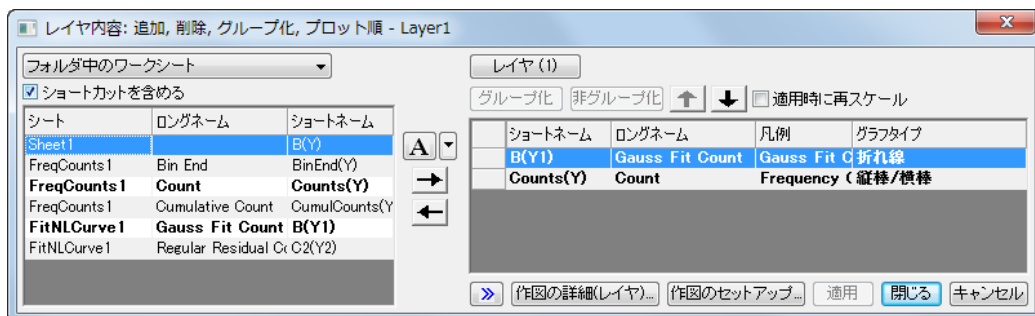 レイヤ内容: 追加, 削除, グループ化, プロット順 - Layer1
フォルダ中のワークシート
ショートカットを含める
シート ロングネーム ショートネーム
Sheet1 B(Y)
FreqCounts1 Bin End BinEnd(Y)
FreqCounts1 Count Counts(Y)
FreqCounts1 Cumulative Count CumulCounts(Y
FitNLCurve1 Gauss Fit Count B(Y1)
FitNLCurve1 Regular Residual Co C2(Y2)
A
レイヤ (1)
グループ化 非グループ化 適用時に再スケール
ショートネーム ロングネーム 凡例 グラフタイプ
B(Y1) Gauss Fit Count Gauss Fit C 折れ線
Counts(Y) Count Frequency ( 縦棒/横棒
作図の詳細(レイヤ)... 作図のセットアップ... 適用 閉じる キャンセル